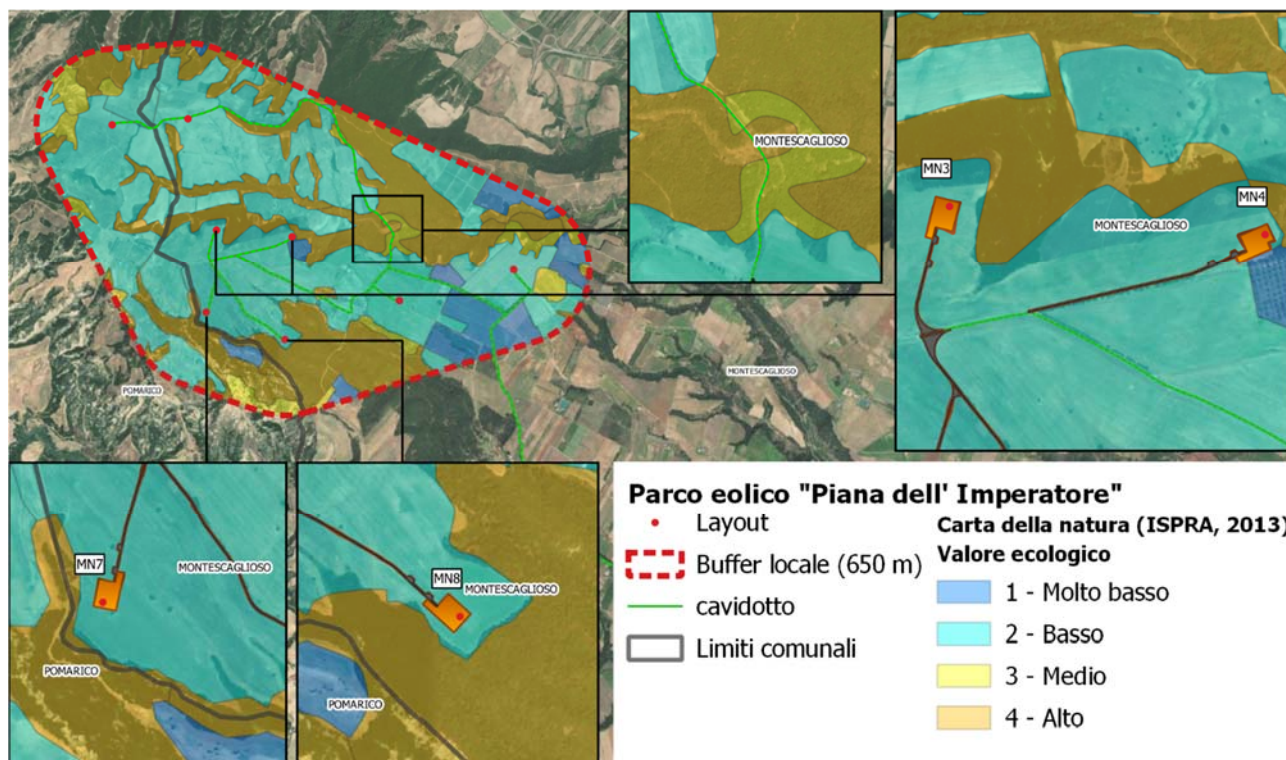 MONTESCAGLIOSO
MN3
MN4
MONTESCAGLIOSO
POMARICO
MONTESCAGLIOSO
MN7
MONTESCAGLIOSO
POMARICO
MN8
MONTESCAGLIOSO
POMARICO
Parco eolico "Piana dell' Imperatore"
Layout
Buffer locale (650 m)
cavidotto
Limiti comunali
Carta della natura (ISPRA, 2013)
Valore ecologico
1 - Molto basso
2 - Basso
3 - Medio
4 - Alto